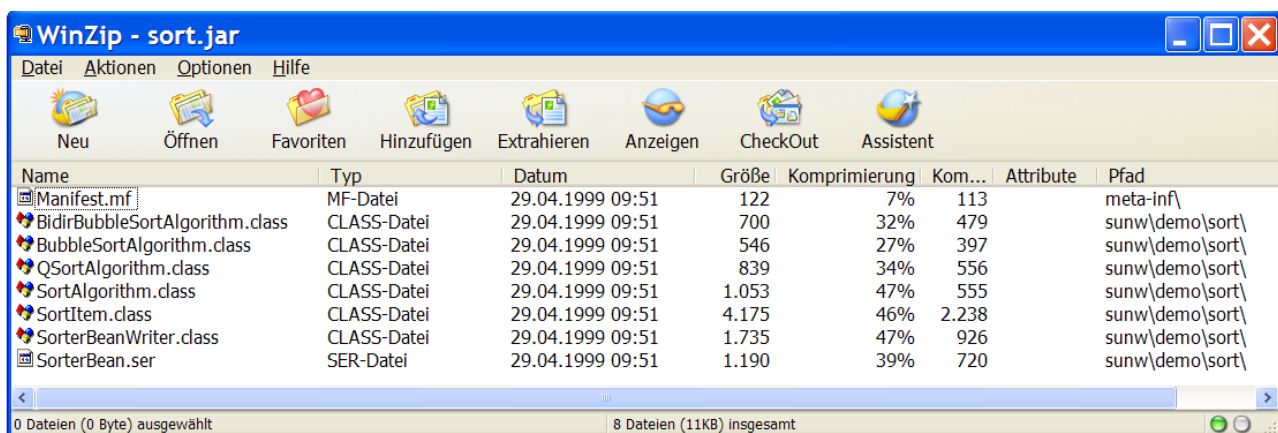 WinZip - sort.jar
Datei Aktionen Optionen Hilfe
Neu Öffnen Favoriten Hinzufügen Extrahieren Anzeigen CheckOut Assistent
Name Typ Datum Größe Komprimierung Kom... Attribute Pfad
Manifest.mf MF-Datei 29.04.1999 09:51 122 7% 113 meta-inf\
BidirBubbleSortAlgorithm.class CLASS-Datei 29.04.1999 09:51 700 32% 479 sunw\demo\sort\
BubbleSortAlgorithm.class CLASS-Datei 29.04.1999 09:51 546 27% 397 sunw\demo\sort\
QSortAlgorithm.class CLASS-Datei 29.04.1999 09:51 839 34% 556 sunw\demo\sort\
SortAlgorithm.class CLASS-Datei 29.04.1999 09:51 1.053 47% 555 sunw\demo\sort\
SortItem.class CLASS-Datei 29.04.1999 09:51 4.175 46% 2.238 sunw\demo\sort\
SorterBeanWriter.class CLASS-Datei 29.04.1999 09:51 1.735 47% 926 sunw\demo\sort\
SorterBean.ser SER-Datei 29.04.1999 09:51 1.190 39% 720 sunw\demo\sort\
0 Dateien (0 Byte) ausgewählt 8 Dateien (11KB) insgesamt